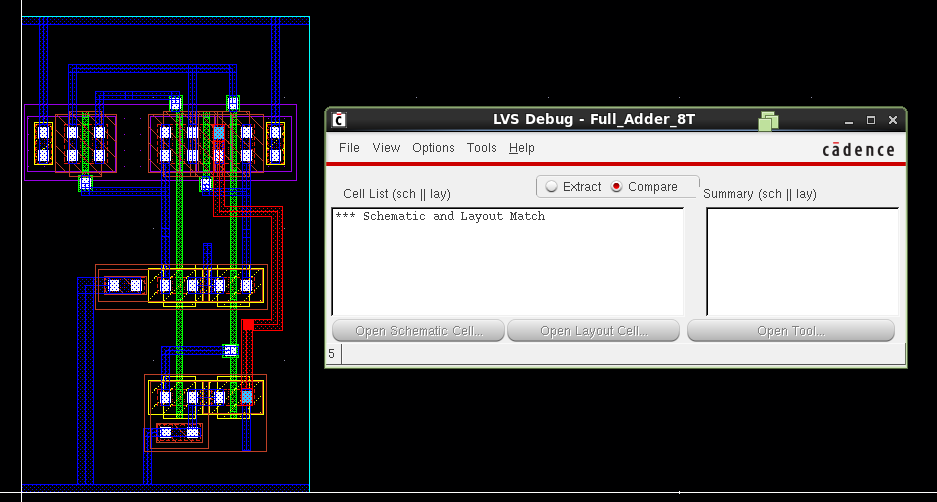 LVS Debug - Full_Adder_8T
File View Options Tools Help
cādence
Extract Compare
Cell List (sch || lay)
Summary (sch || lay)
*** Schematic and Layout Match
Open Schematic Cell...
Open Layout Cell...
Open Tool...
5